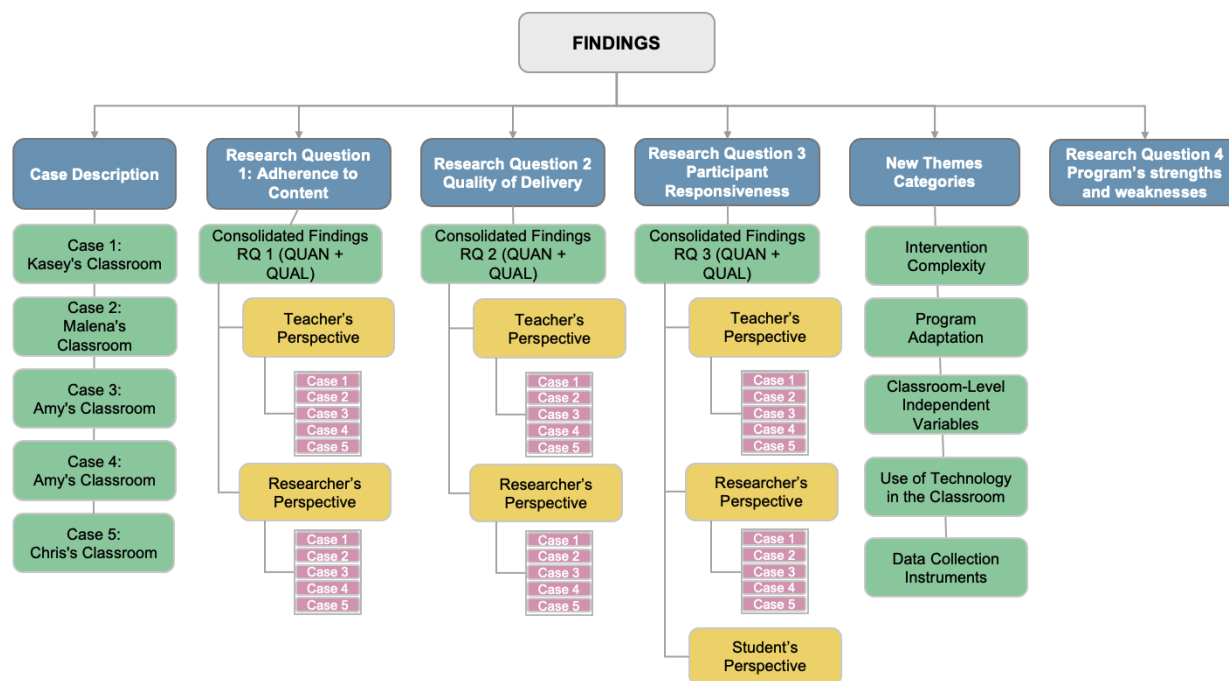 FINDINGS
Case Description
Case 1:
Kasey's Classroom
Case 2:
Malena's
Classroom
Case 3:
Amy's Classroom
Case 4:
Amy's Classroom
Case 5:
Chris's Classroom
Research Question
1: Adherence to
Content
Consolidated Findings
RQ 1 (QUAN +
QUAL)
Teacher's
Perspective
Case 1
Case 2
Case 3
Case 4
Case 5
Researcher's
Perspective
Case 1
Case 2
Case 3
Case 4
Case 5
Research Question 2
Quality of Delivery
Consolidated Findings
RQ 2 (QUAN +
QUAL)
Teacher's
Perspective
Case 1
Case 2
Case 3
Case 4
Case 5
Researcher's
Perspective
Case 1
Case 2
Case 3
Case 4
Case 5
Research Question 3
Participant
Responsiveness
Consolidated Findings
RQ 3 (QUAN +
QUAL)
Teacher's
Perspective
Case 1
Case 2
Case 3
Case 4
Case 5
Researcher's
Perspective
Case 1
Case 2
Case 3
Case 4
Case 5
Student's
Perspective
New Themes
Categories
Intervention
Complexity
Program
Adaptation
Classroom-Level
Independent
Variables
Use of Technology
in the Classroom
Data Collection
Instruments
Research Question 4
Program's strengths
and weaknesses